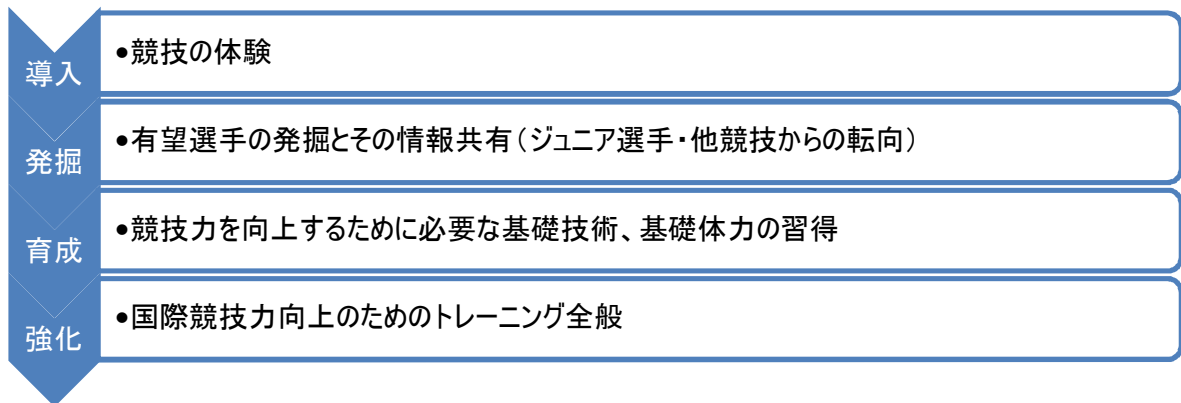 導入
•競技の体験
発掘
•有望選手の発掘とその情報共有（ジュニア選手・他競技からの転向）
育成
•競技力を向上するために必要な基礎技術、基礎体力の習得
強化
•国際競技力向上のためのトレーニング全般